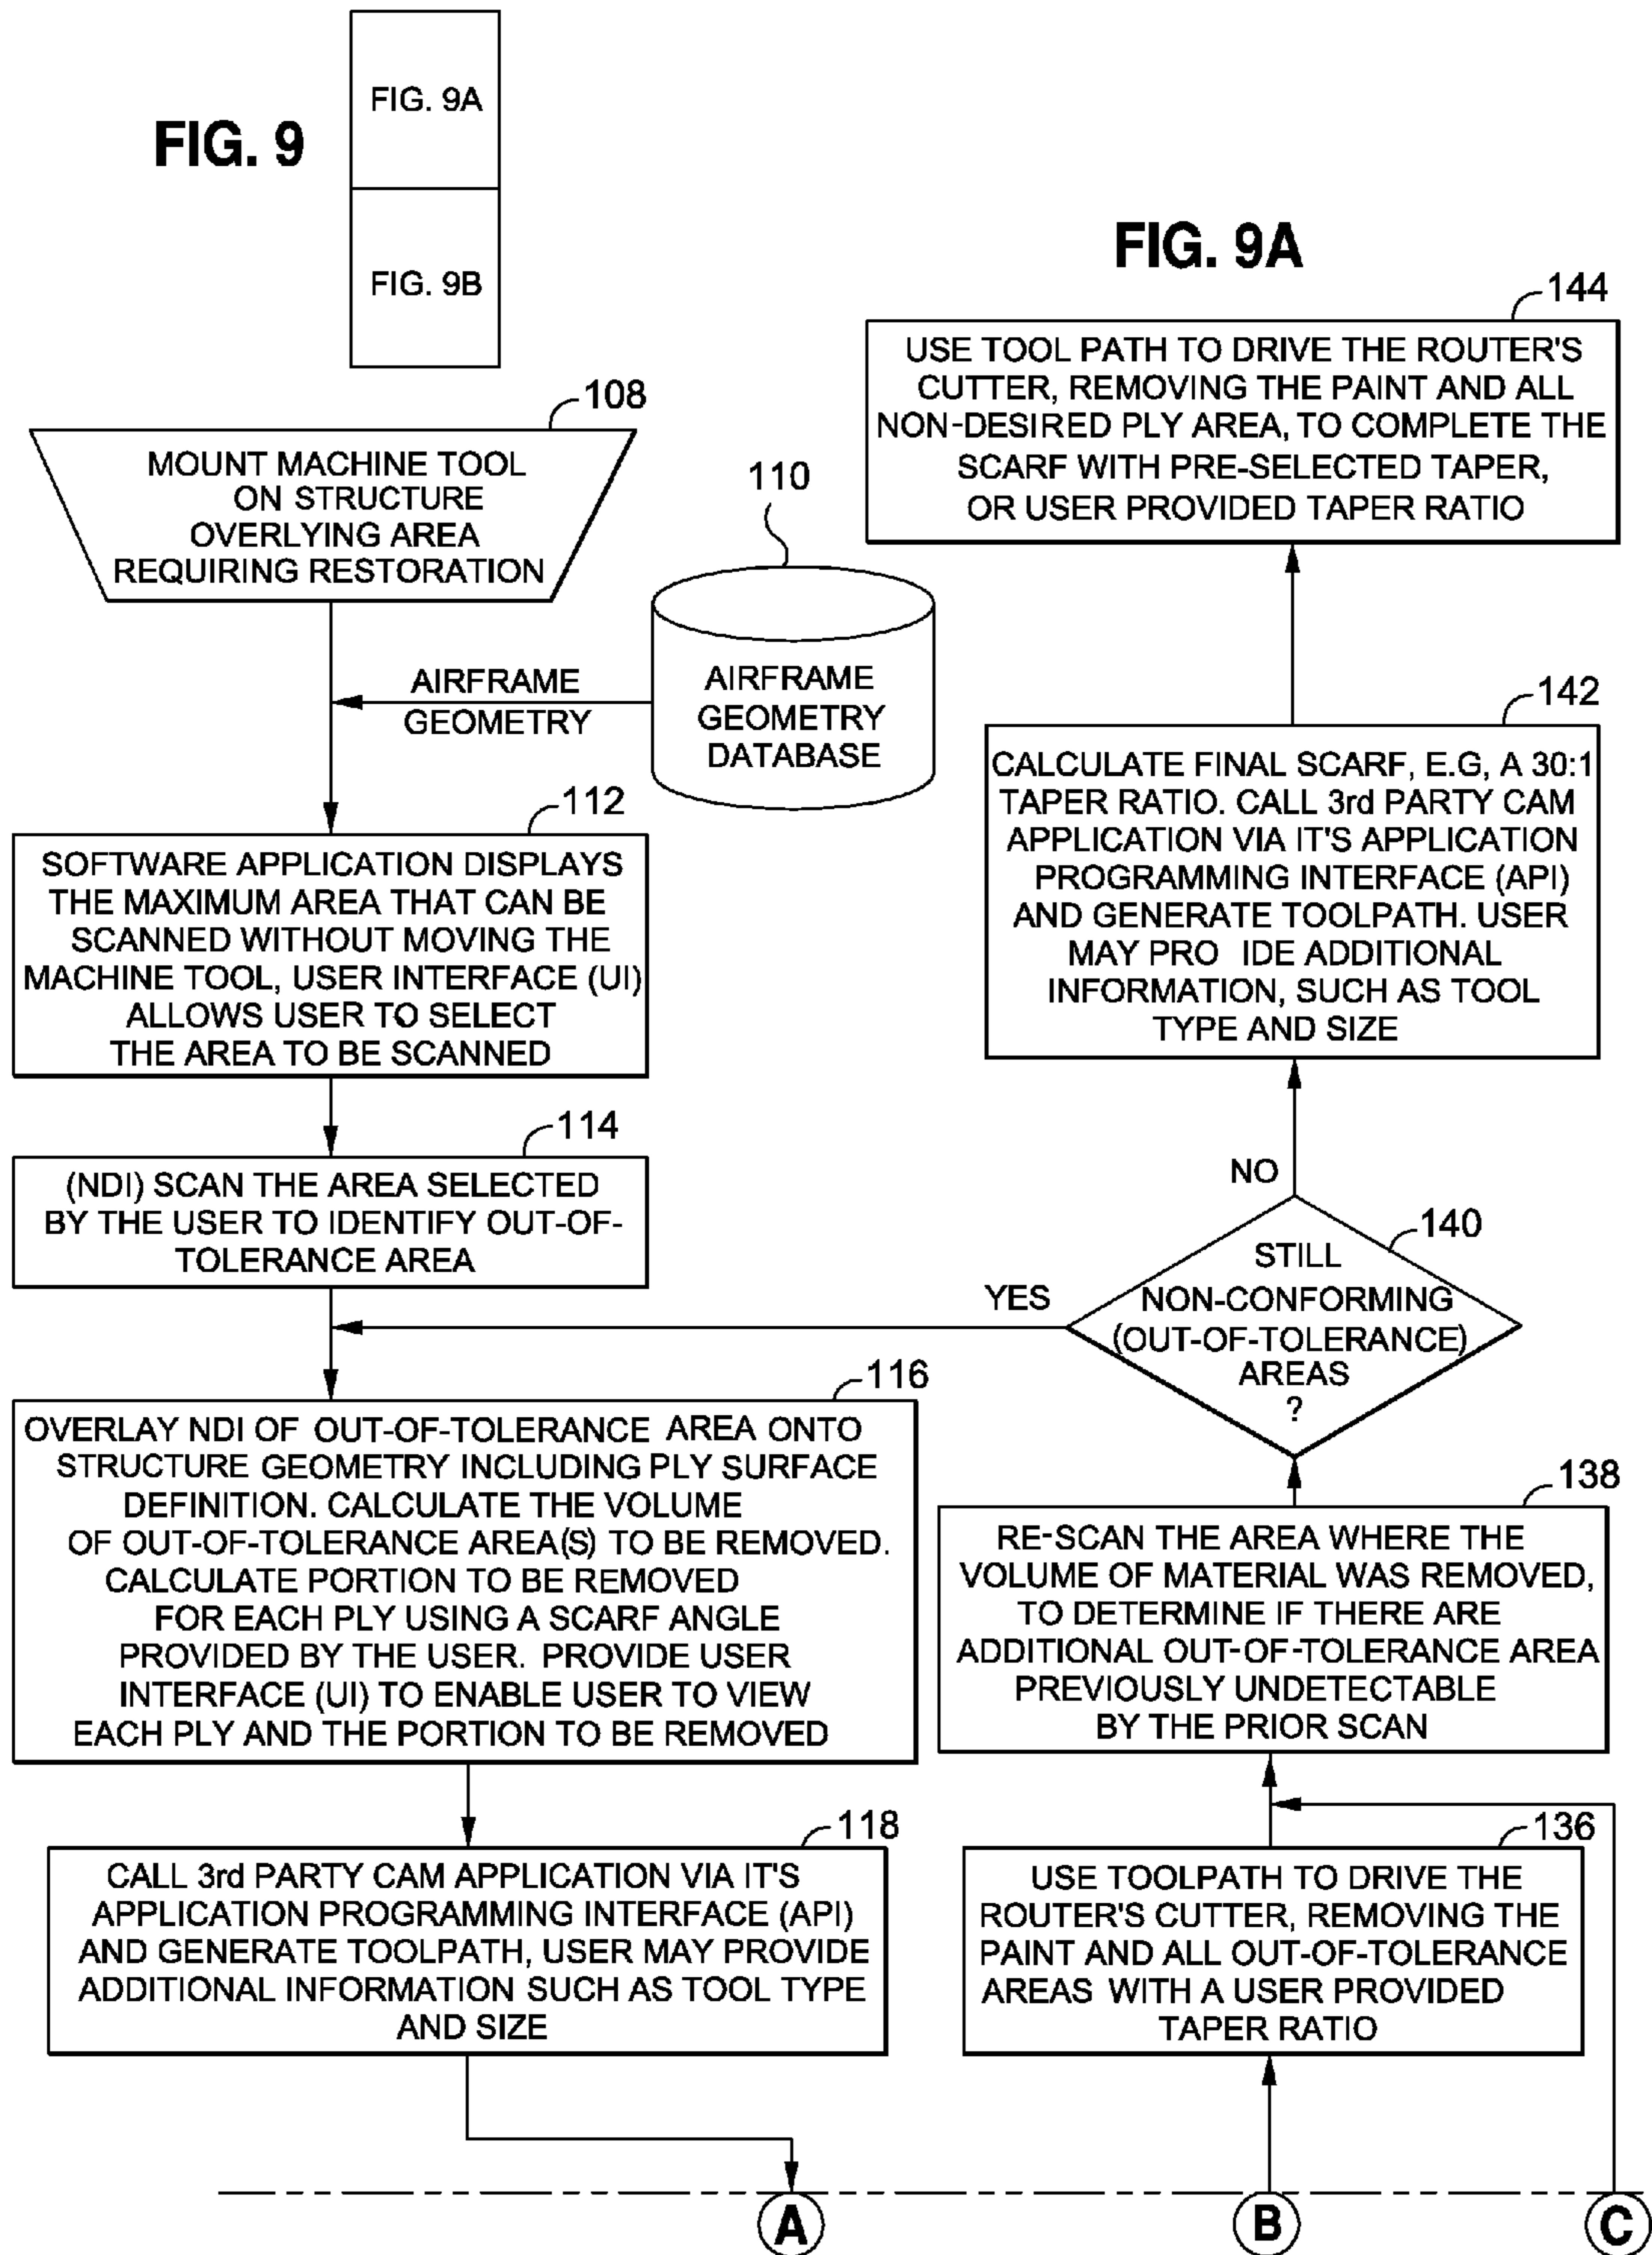 FIG. 9
FIG. 9A
FIG. 9B
108
MOUNT MACHINE TOOL
ON STRUCTURE
OVERLYING AREA
REQUIRING RESTORATION
110
AIRFRAME
GEOMETRY
DATABASE
AIRFRAME
GEOMETRY
112
SOFTWARE APPLICATION DISPLAYS
THE MAXIMUM AREA THAT CAN BE
SCANNED WITHOUT MOVING THE
MACHINE TOOL, USER INTERFACE (UI)
ALLOWS USER TO SELECT
THE AREA TO BE SCANNED
114
(NDI) SCAN THE AREA SELECTED
BY THE USER TO IDENTIFY OUT-OF-
TOLERANCE AREA
116
OVERLAY NDI OF OUT-OF-TOLERANCE AREA ONTO
STRUCTURE GEOMETRY INCLUDING PLY SURFACE
DEFINITION. CALCULATE THE VOLUME
OF OUT-OF-TOLERANCE AREA(S) TO BE REMOVED.
CALCULATE PORTION TO BE REMOVED
FOR EACH PLY USING A SCARF ANGLE
PROVIDED BY THE USER. PROVIDE USER
INTERFACE (UI) TO ENABLE USER TO VIEW
EACH PLY AND THE PORTION TO BE REMOVED
118
CALL 3rd PARTY CAM APPLICATION VIA IT'S
APPLICATION PROGRAMMING INTERFACE (API)
AND GENERATE TOOLPATH, USER MAY PROVIDE
ADDITIONAL INFORMATION SUCH AS TOOL TYPE
AND SIZE
A
FIG. 9A
144
USE TOOL PATH TO DRIVE THE ROUTER'S
CUTTER, REMOVING THE PAINT AND ALL
NON-DESIRED PLY AREA, TO COMPLETE THE
SCARF WITH PRE-SELECTED TAPER,
OR USER PROVIDED TAPER RATIO
142
CALCULATE FINAL SCARF, E.G, A 30:1
TAPER RATIO. CALL 3rd PARTY CAM
APPLICATION VIA IT'S APPLICATION
PROGRAMMING INTERFACE (API)
AND GENERATE TOOLPATH. USER
MAY PRO IDE ADDITIONAL
INFORMATION, SUCH AS TOOL
TYPE AND SIZE
NO
140
YES
STILL
NON-CONFORMING
(OUT-OF-TOLERANCE)
AREAS
?
138
RE-SCAN THE AREA WHERE THE
VOLUME OF MATERIAL WAS REMOVED,
TO DETERMINE IF THERE ARE
ADDITIONAL OUT-OF-TOLERANCE AREA
PREVIOUSLY UNDETECTABLE
BY THE PRIOR SCAN
136
USE TOOLPATH TO DRIVE THE
ROUTER'S CUTTER, REMOVING THE
PAINT AND ALL OUT-OF-TOLERANCE
AREAS WITH A USER PROVIDED
TAPER RATIO
B
C